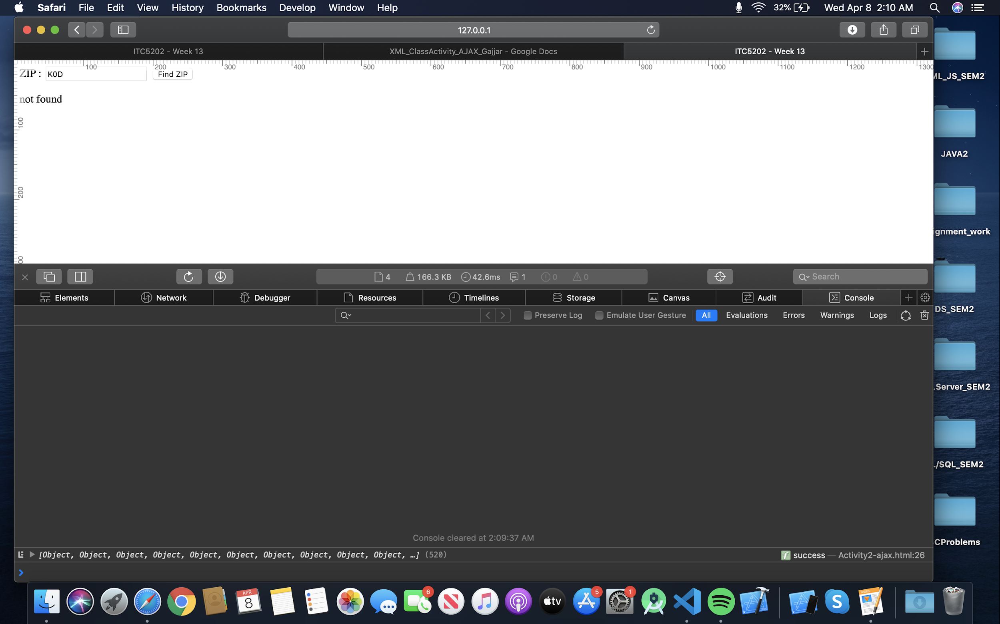 Safari File Edit View History Bookmarks Develop Window Help 32% Wed Apr 8 2:10 AM
127.0.0.1
ITC5202 - Week 13 XML_ClassActivity_AJAX_Gajjar - Google Docs ITC5202 - Week 13
100 200 300 400 500 600 700 800 900 1000 1100 1200 1300
ZIP : K0D Find ZIP
not found
100
200
00
4 166.3 KB 42.6ms 1 0 0 Search
Elements Network Debugger Resources Timelines Storage Canvas Audit Console
Preserve Log Emulate User Gesture All Evaluations Errors Warnings Logs
Console cleared at 2:09:37 AM
[Object, Object, Object, Object, Object, Object, Object, Object, Object, Object, …] (520) f success — Activity2-ajax.html:26
ML_JS_SEM2
JAVA2
ignment_work
DS_SEM2
.Server_SEM2
L/SQL_SEM2
CProblems
APR
8
6
tv
5
1
S
PAGES